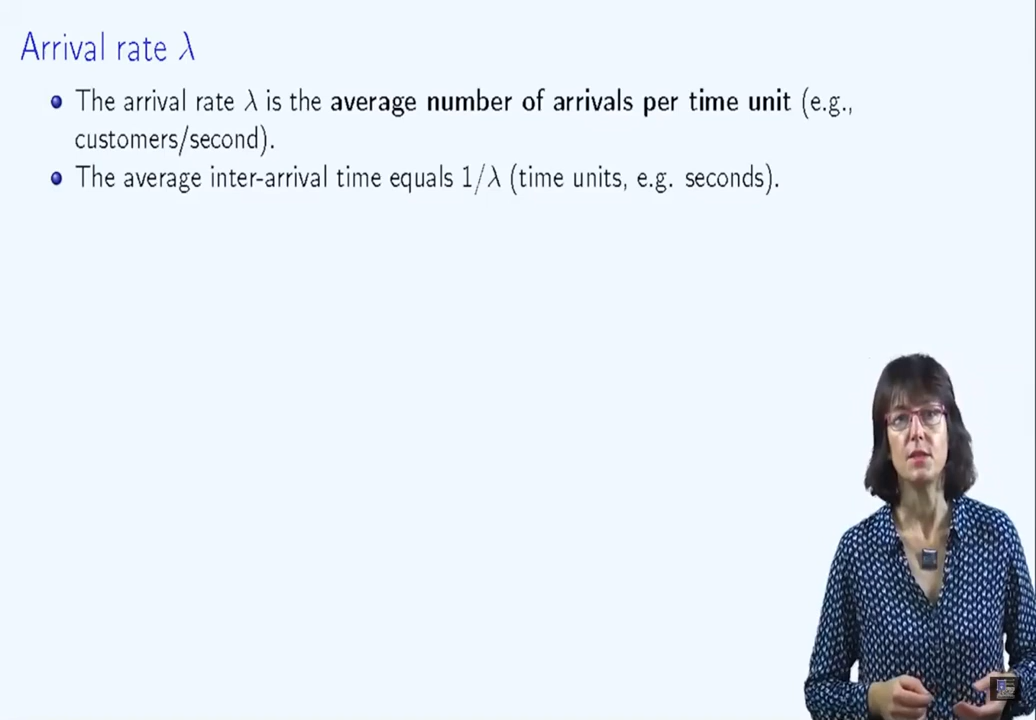 Arrival rate λ
The arrival rate λ is the average number of arrivals per time unit (e.g.,
customers/second).
The average inter-arrival time equals 1/λ (time units, e.g. seconds).